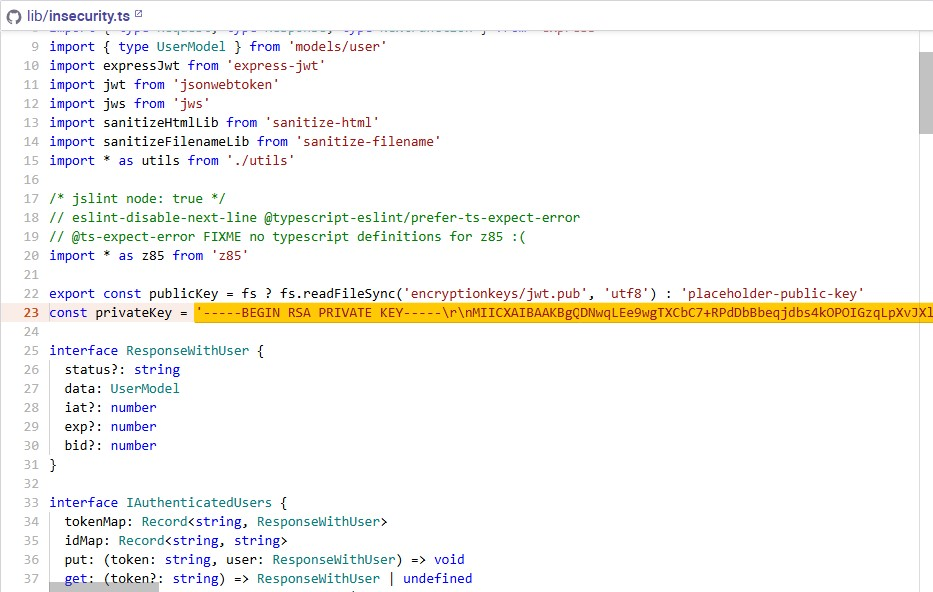 lib/insecurity.ts
9 import { type UserModel } from 'models/user'
10 import expressJwt from 'express-jwt'
11 import jwt from 'jsonwebtoken'
12 import jws from 'jws'
13 import sanitizeHtmlLib from 'sanitize-html'
14 import sanitizeFilenameLib from 'sanitize-filename'
15 import * as utils from './utils'
16
17 /* jslint node: true */
18 // eslint-disable-next-line @typescript-eslint/prefer-ts-expect-error
19 // @ts-expect-error FIXME no typescript definitions for z85 :(
20 import * as z85 from 'z85'
21
22 export const publicKey = fs ? fs.readFileSync('encryptionkeys/jwt.pub', 'utf8') : 'placeholder-public-key'
23 const privateKey = '-----BEGIN RSA PRIVATE KEY-----\r\nMIICXAIBAAKBgQDNwqLEe9wgTXCbC7+RPdDbBbeqjdbs4kOPOIGzqLpXvJXl
24
25 interface ResponseWithUser {
26 status?: string
27 data: UserModel
28 iat?: number
29 exp?: number
30 bid?: number
31 }
32
33 interface IAuthenticatedUsers {
34 tokenMap: Record<string, ResponseWithUser>
35 idMap: Record<string, string>
36 put: (token: string, user: ResponseWithUser) => void
37 get: (token?: string) => ResponseWithUser | undefined